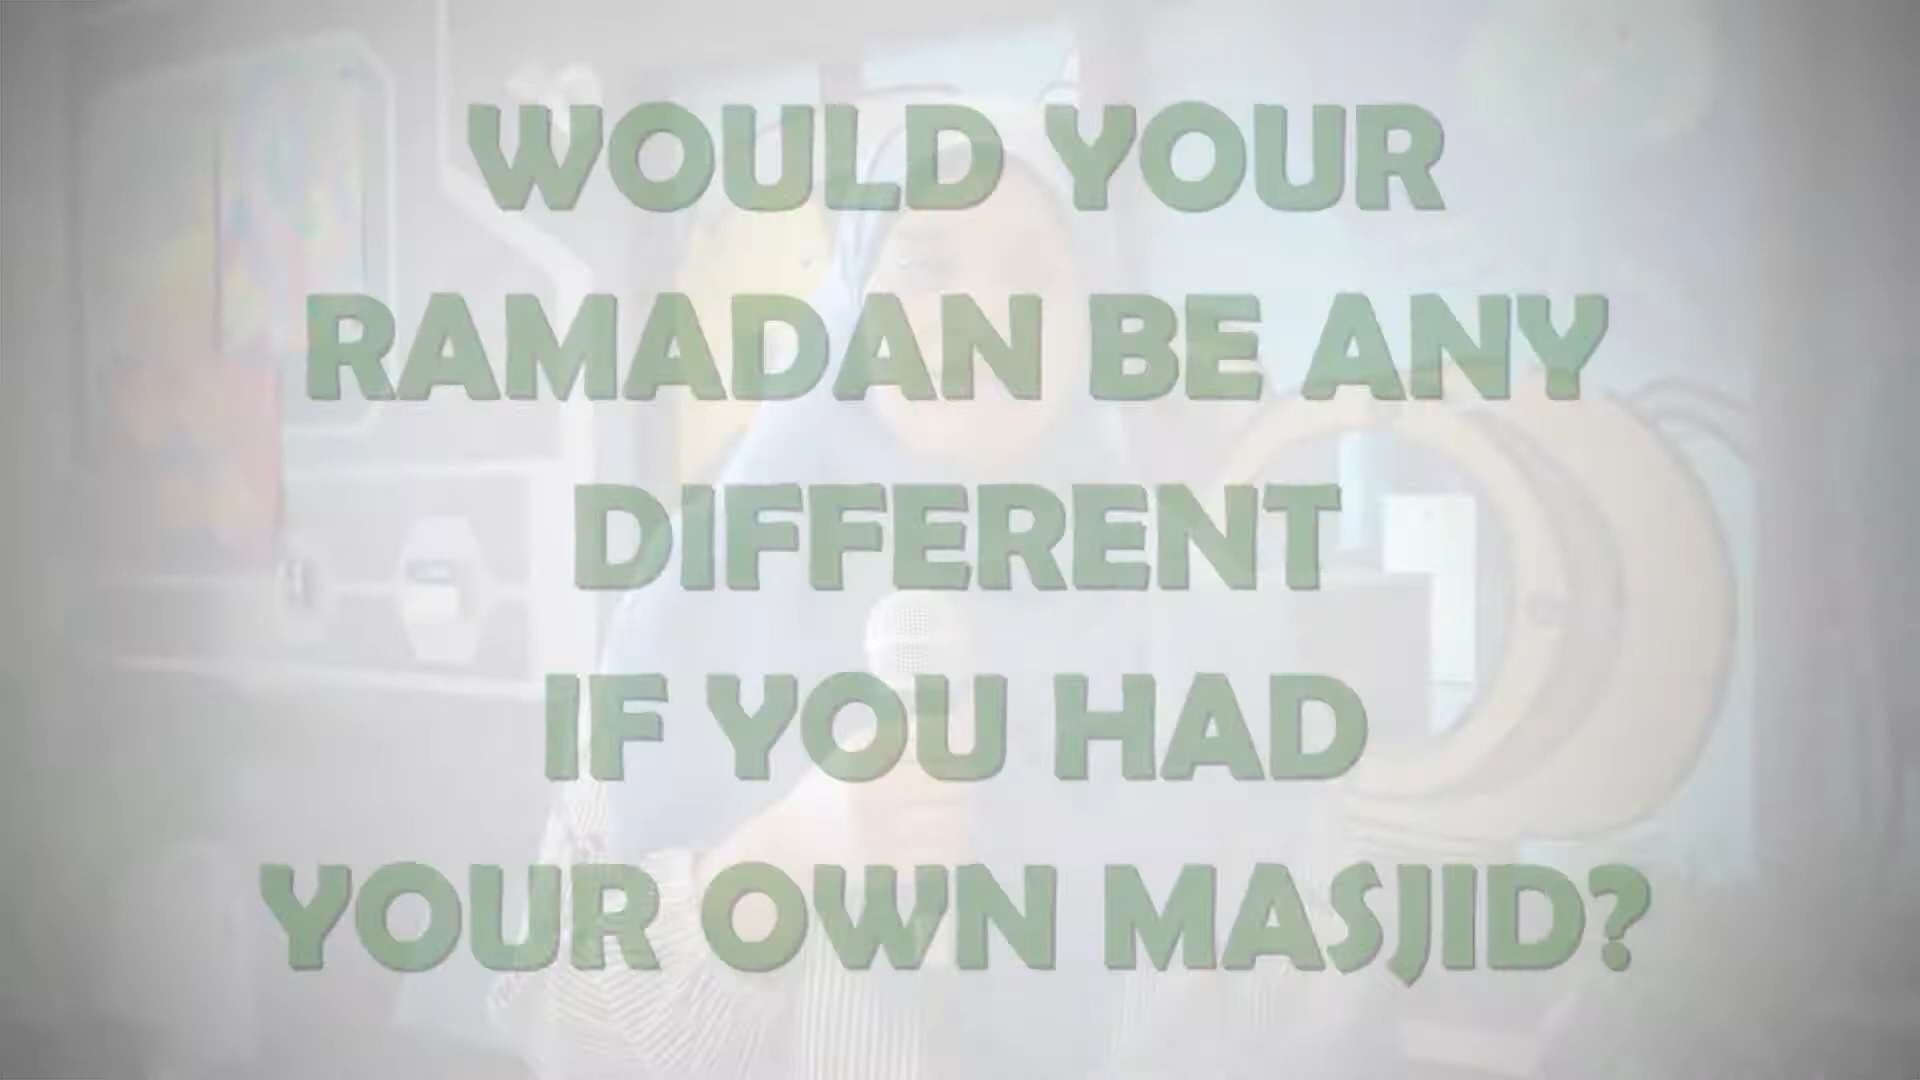 WOULD YOUR
RAMADAN BE ANY
DIFFERENT
IF YOU HAD
YOUR OWN MASJID?